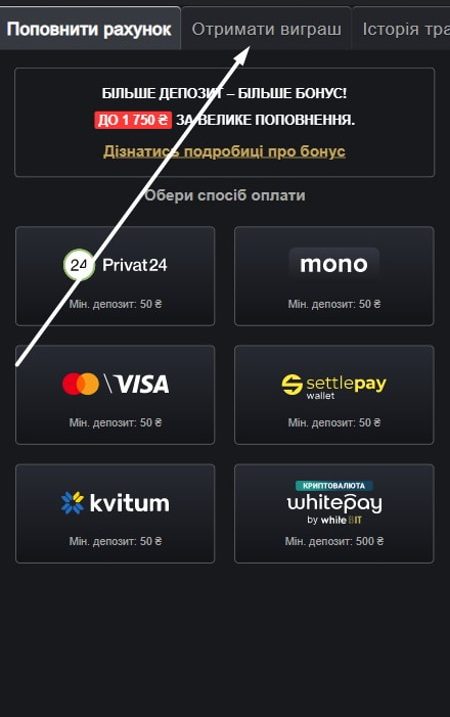 Поповнити рахунок
Отримати виграш
Історія тра
БІЛЬШЕ ДЕПОЗИТ – БІЛЬШЕ БОНУС!
ДО 1 750 ₴ ЗА ВЕЛИКЕ ПОПОВНЕННЯ.
Дізнатись подробиці про бонус
Обери спосіб оплати
24 Privat24
Мін. депозит: 50 ₴
mono
Мін. депозит: 50 ₴
VISA
Мін. депозит: 50 ₴
settlepay
wallet
Мін. депозит: 50 ₴
kvitum
Мін. депозит: 50 ₴
КРИПТОВАЛЮТА
whitepay
by whiteBIT
Мін. депозит: 500 ₴